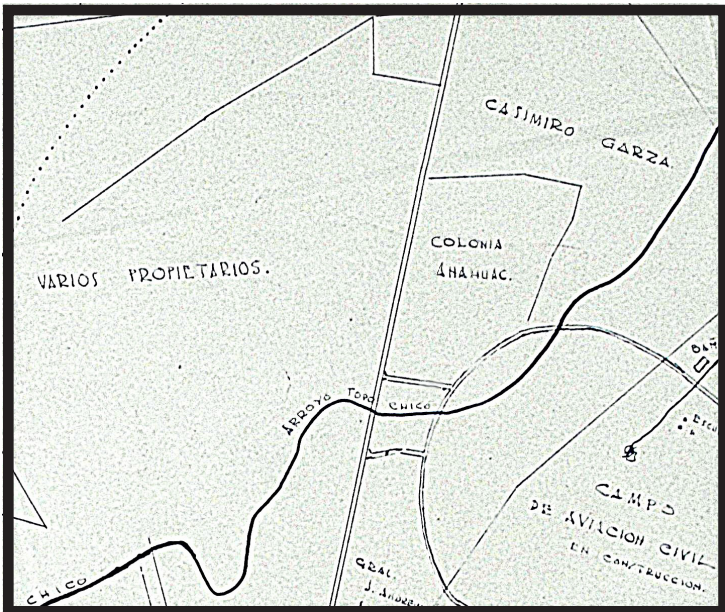 CASIMIRO GARZA.
COLONIA
ANAHUAC.
VARIOS PROPIETARIOS.
ARROYO TOPO CHICO
CAMPO
DE AVIACION CIVIL
EN CONSTRUCCION.
GRAL.
CHICO